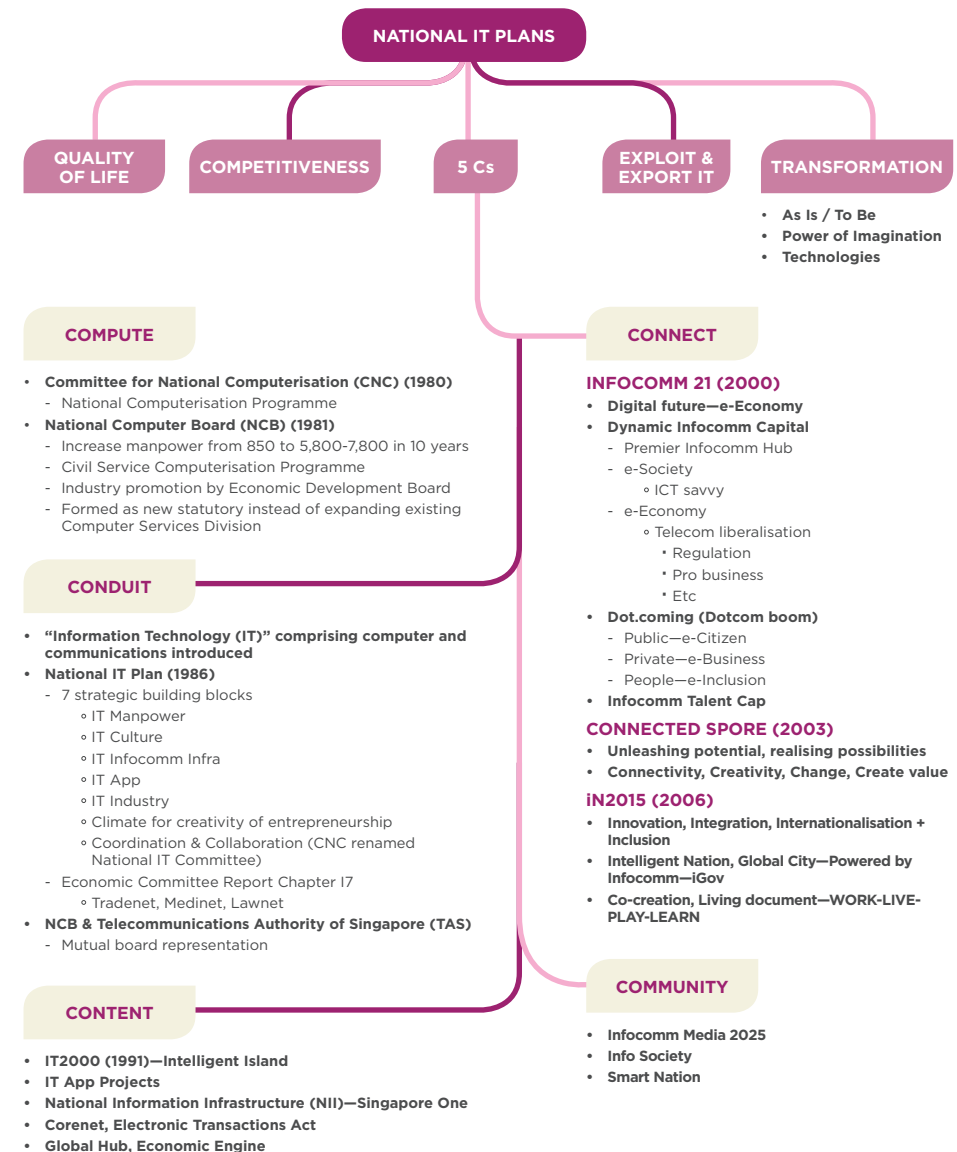 NATIONAL IT PLANS
QUALITY
OF LIFE
COMPETITIVENESS
5 Cs
EXPLOIT &
EXPORT IT
TRANSFORMATION
• As Is / To Be
• Power of Imagination
• Technologies
COMPUTE
• Committee for National Computerisation (CNC) (1980)
- National Computerisation Programme
• National Computer Board (NCB) (1981)
- Increase manpower from 850 to 5,800-7,800 in 10 years
- Civil Service Computerisation Programme
- Industry promotion by Economic Development Board
- Formed as new statutory instead of expanding existing
Computer Services Division
CONDUIT
• “Information Technology (IT)” comprising computer and
communications introduced
• National IT Plan (1986)
- 7 strategic building blocks
° IT Manpower
° IT Culture
° IT Infocomm Infra
° IT App
° IT Industry
° Climate for creativity of entrepreneurship
° Coordination & Collaboration (CNC renamed
National IT Committee)
- Economic Committee Report Chapter I7
° Tradenet, Medinet, Lawnet
• NCB & Telecommunications Authority of Singapore (TAS)
- Mutual board representation
CONTENT
• IT2000 (1991)—Intelligent Island
• IT App Projects
• National Information Infrastructure (NII)—Singapore One
• Corenet, Electronic Transactions Act
• Global Hub, Economic Engine
CONNECT
INFOCOMM 21 (2000)
• Digital future—e-Economy
• Dynamic Infocomm Capital
- Premier Infocomm Hub
- e-Society
° ICT savvy
- e-Economy
° Telecom liberalisation
• Regulation
• Pro business
• Etc
• Dot.coming (Dotcom boom)
- Public—e-Citizen
- Private—e-Business
- People—e-Inclusion
• Infocomm Talent Cap
CONNECTED SPORE (2003)
• Unleashing potential, realising possibilities
• Connectivity, Creativity, Change, Create value
iN2015 (2006)
• Innovation, Integration, Internationalisation +
Inclusion
• Intelligent Nation, Global City—Powered by
Infocomm—iGov
• Co-creation, Living document—WORK-LIVE-
PLAY-LEARN
COMMUNITY
• Infocomm Media 2025
• Info Society
• Smart Nation